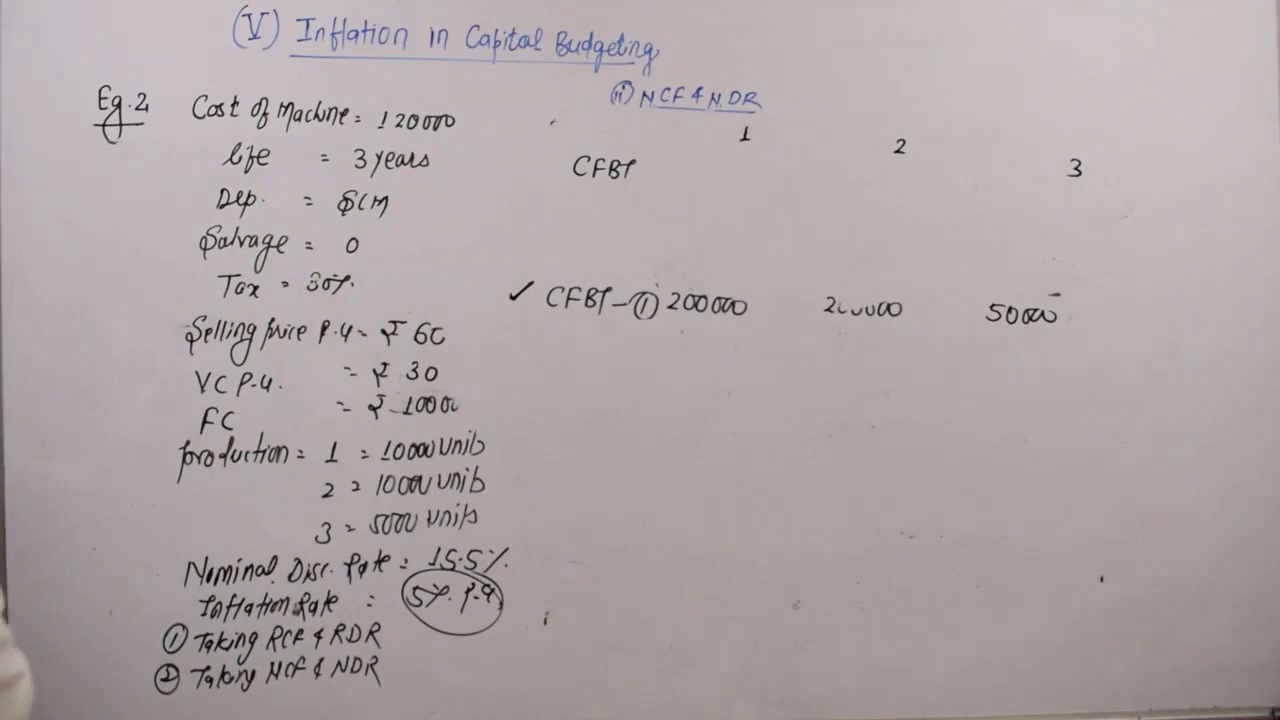 (V) Inflation in Capital Budgeting
Eg.2
Cost of Machine = 120000
life = 3 years
Dep. = SLM
Salvage = 0
Tax = 30%.
Selling price P.u = ₹ 60
VC P.u. = ₹ 30
FC = ₹ 10000
production = 1 = 10000 units
2 = 10000 units
3 = 5000 units
Nominal Disc. Rate = 15.5%.
Inflation Rate = 5%. P.a
① Taking RCF & RDR
② Taking NCF & NDR
(ii) NCF & NDR
1 2 3
CFBT
✓ CFBT-① 200000 200000 50000